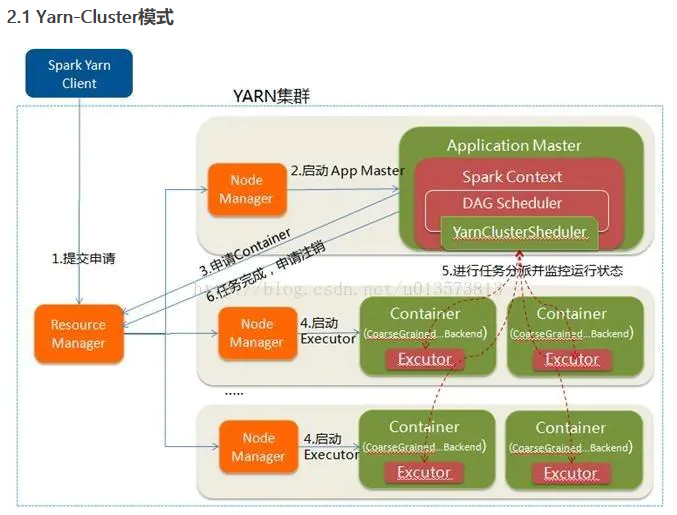 2.1 Yarn-Cluster模式
Spark Yarn
Client
YARN集群
Application Master
Node
Manager
2.启动 App Master
Spark Context
DAG Scheduler
YarnClusterSheduler
1.提交申请
3.申请Container
6.任务完成，申请注销
5.进行任务分派并监控运行状态
http://blog.csdn.net/u013573813
Resource
Manager
Node
Manager
4.启动
Executor
Container
(CoarseGrained...Backend)
Excutor
Container
(CoarseGrained...Backend)
Excutor
.....
Node
Manager
4.启动
Executor
Container
(CoarseGrained...Backend)
Excutor
Container
(CoarseGrained...Backend)
Excutor